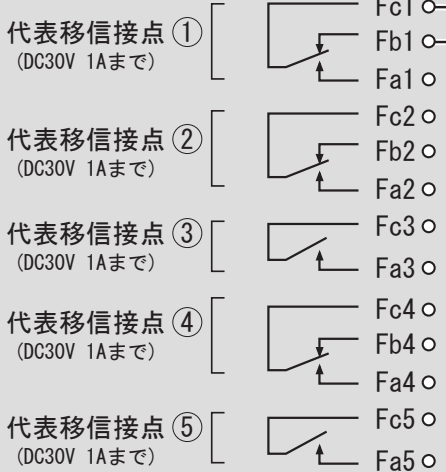 代表移信接点① Fc1
(DC30V 1Aまで) Fb1
Fa1
代表移信接点② Fc2
(DC30V 1Aまで) Fb2
Fa2
代表移信接点③ Fc3
(DC30V 1Aまで) Fa3
代表移信接点④ Fc4
(DC30V 1Aまで) Fb4
Fa4
代表移信接点⑤ Fc5
(DC30V 1Aまで) Fa5